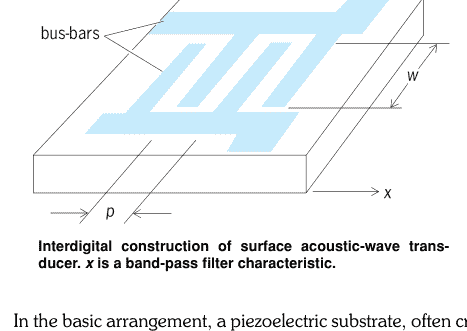 bus-bars
w
x
p
Interdigital construction of surface acoustic-wave trans-
ducer. x is a band-pass filter characteristic.
In the basic arrangement, a piezoelectric substrate, often